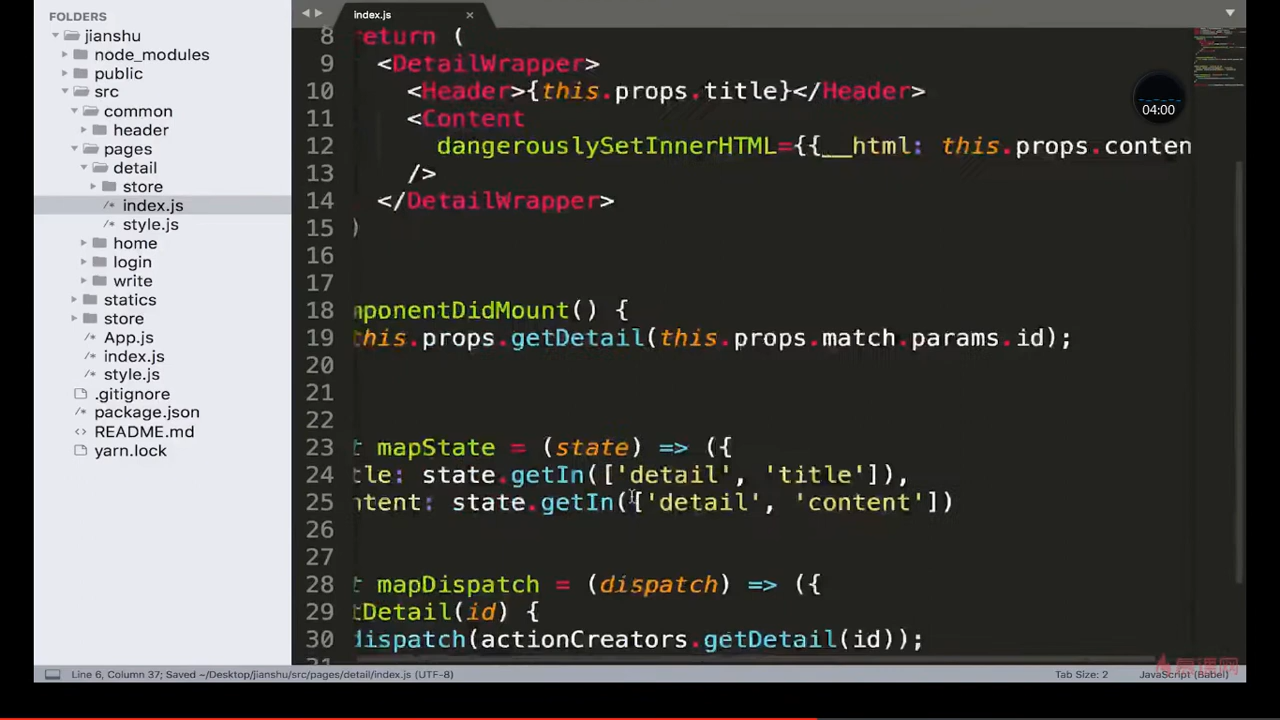 FOLDERS
jianshu
node_modules
public
src
common
header
pages
detail
store
index.js
style.js
home
login
write
statics
store
App.js
index.js
style.js
.gitignore
package.json
README.md
yarn.lock
index.js
04:00
8 return (
9 <DetailWrapper>
10 <Header>{this.props.title}</Header>
11 <Content
12 dangerouslySetInnerHTML={{__html: this.props.conten
13 />
14 </DetailWrapper>
15 )
16
17
18 mponentDidMount() {
19 this.props.getDetail(this.props.match.params.id);
20
21
22
23 t mapState = (state) => ({
24 tle: state.getIn(['detail', 'title']),
25 ntent: state.getIn(['detail', 'content'])
26
27
28 t mapDispatch = (dispatch) => ({
29 tDetail(id) {
30 dispatch(actionCreators.getDetail(id));
31
Line 6, Column 37; Saved ~/Desktop/jianshu/src/pages/detail/index.js (UTF-8)
Tab Size: 2
JavaScript (Babel)